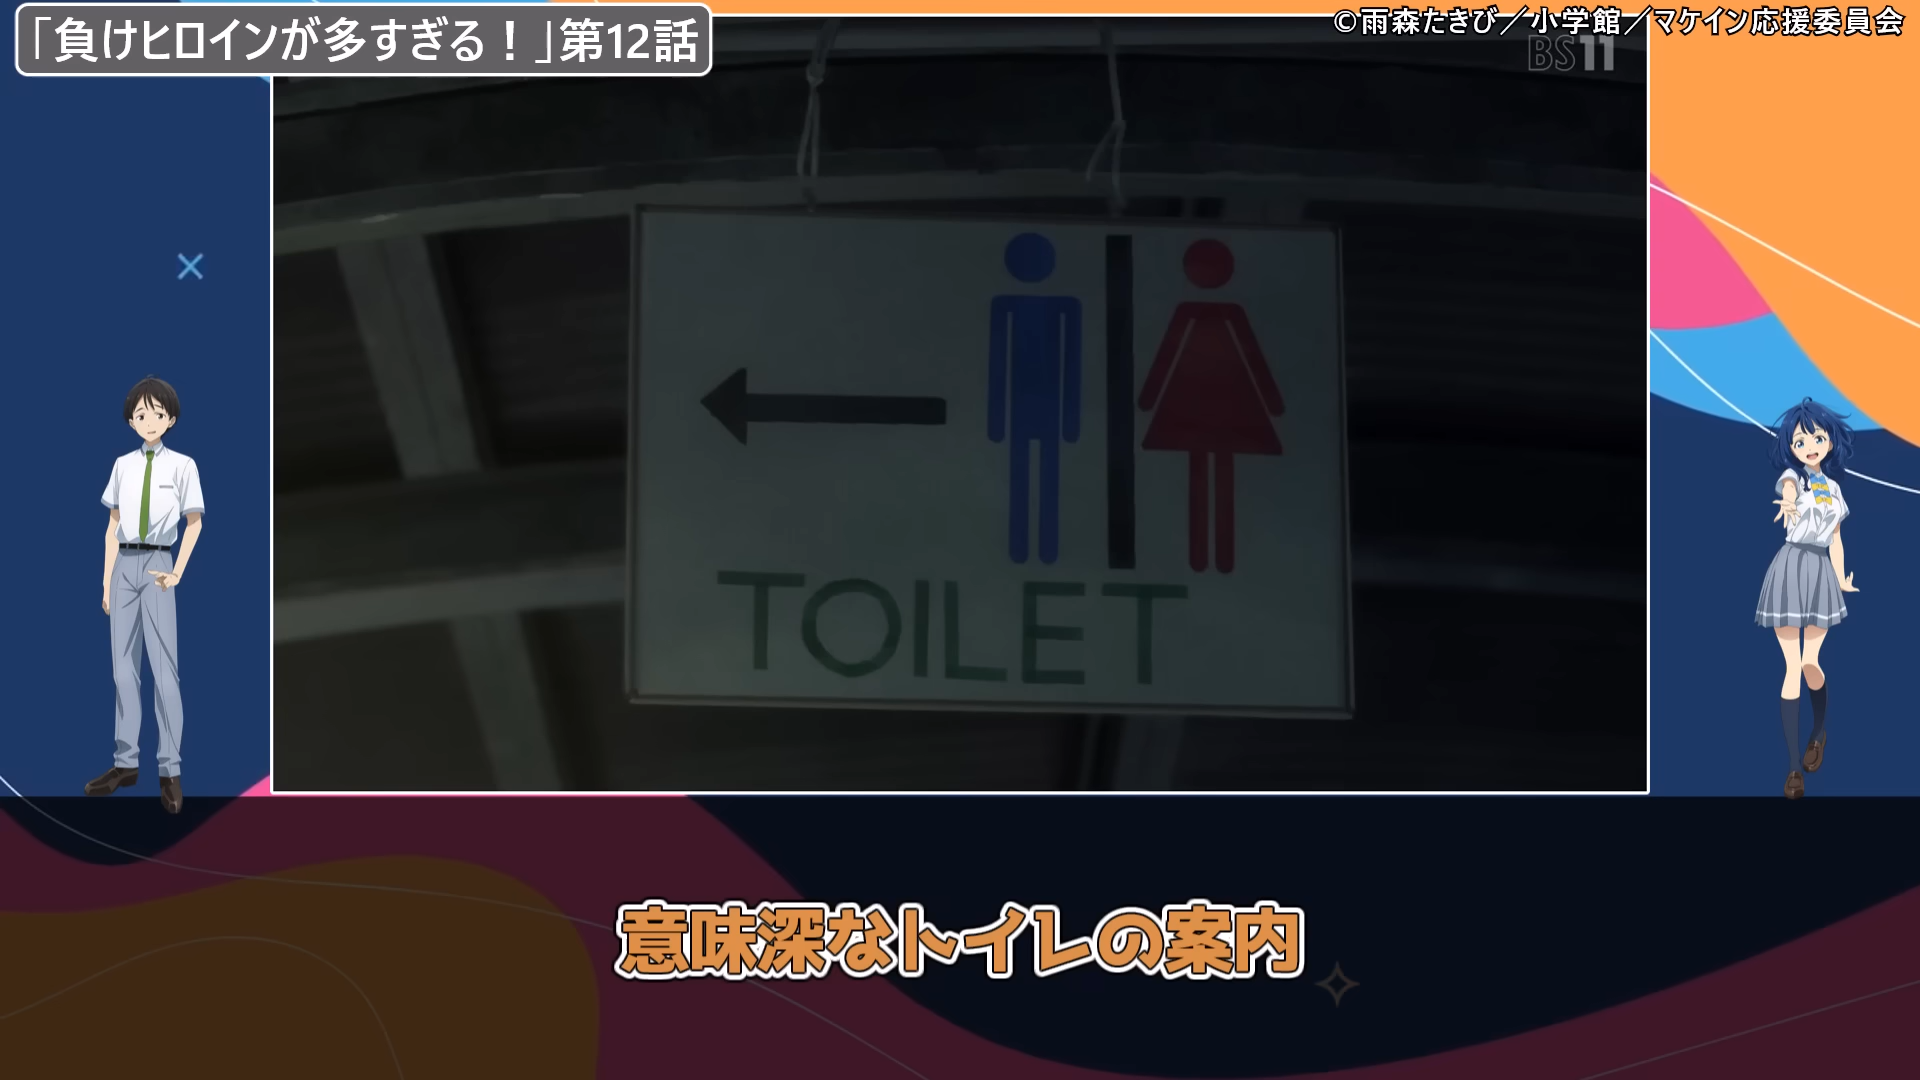 「負けヒロインが多すぎる！」第12話
©雨森たきび／小学館／マケイン応援委員会
BS11
TOILET
意味深なトイレの案内